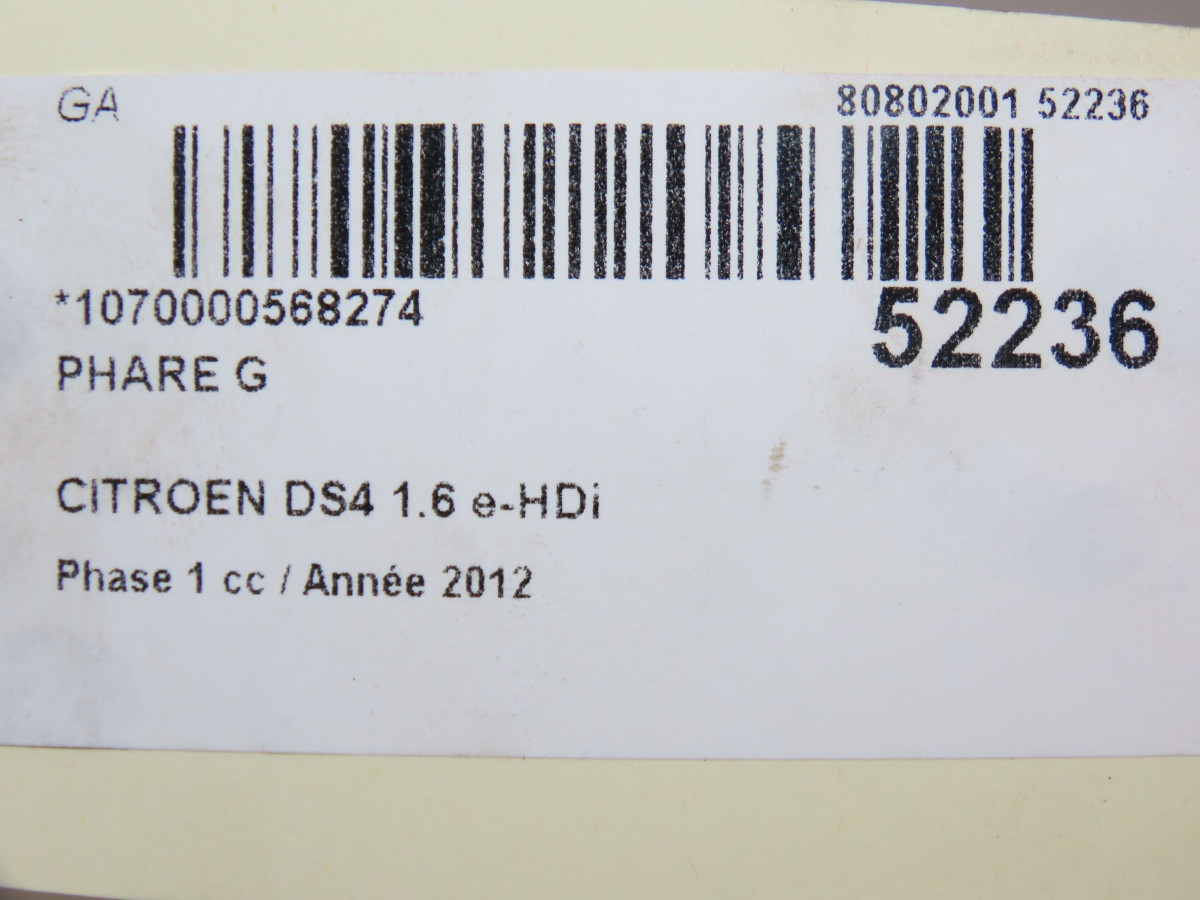 GA 80802001 52236
*1070000568274
52236
PHARE G
CITROEN DS4 1.6 e-HDi
Phase 1 cc / Année 2012